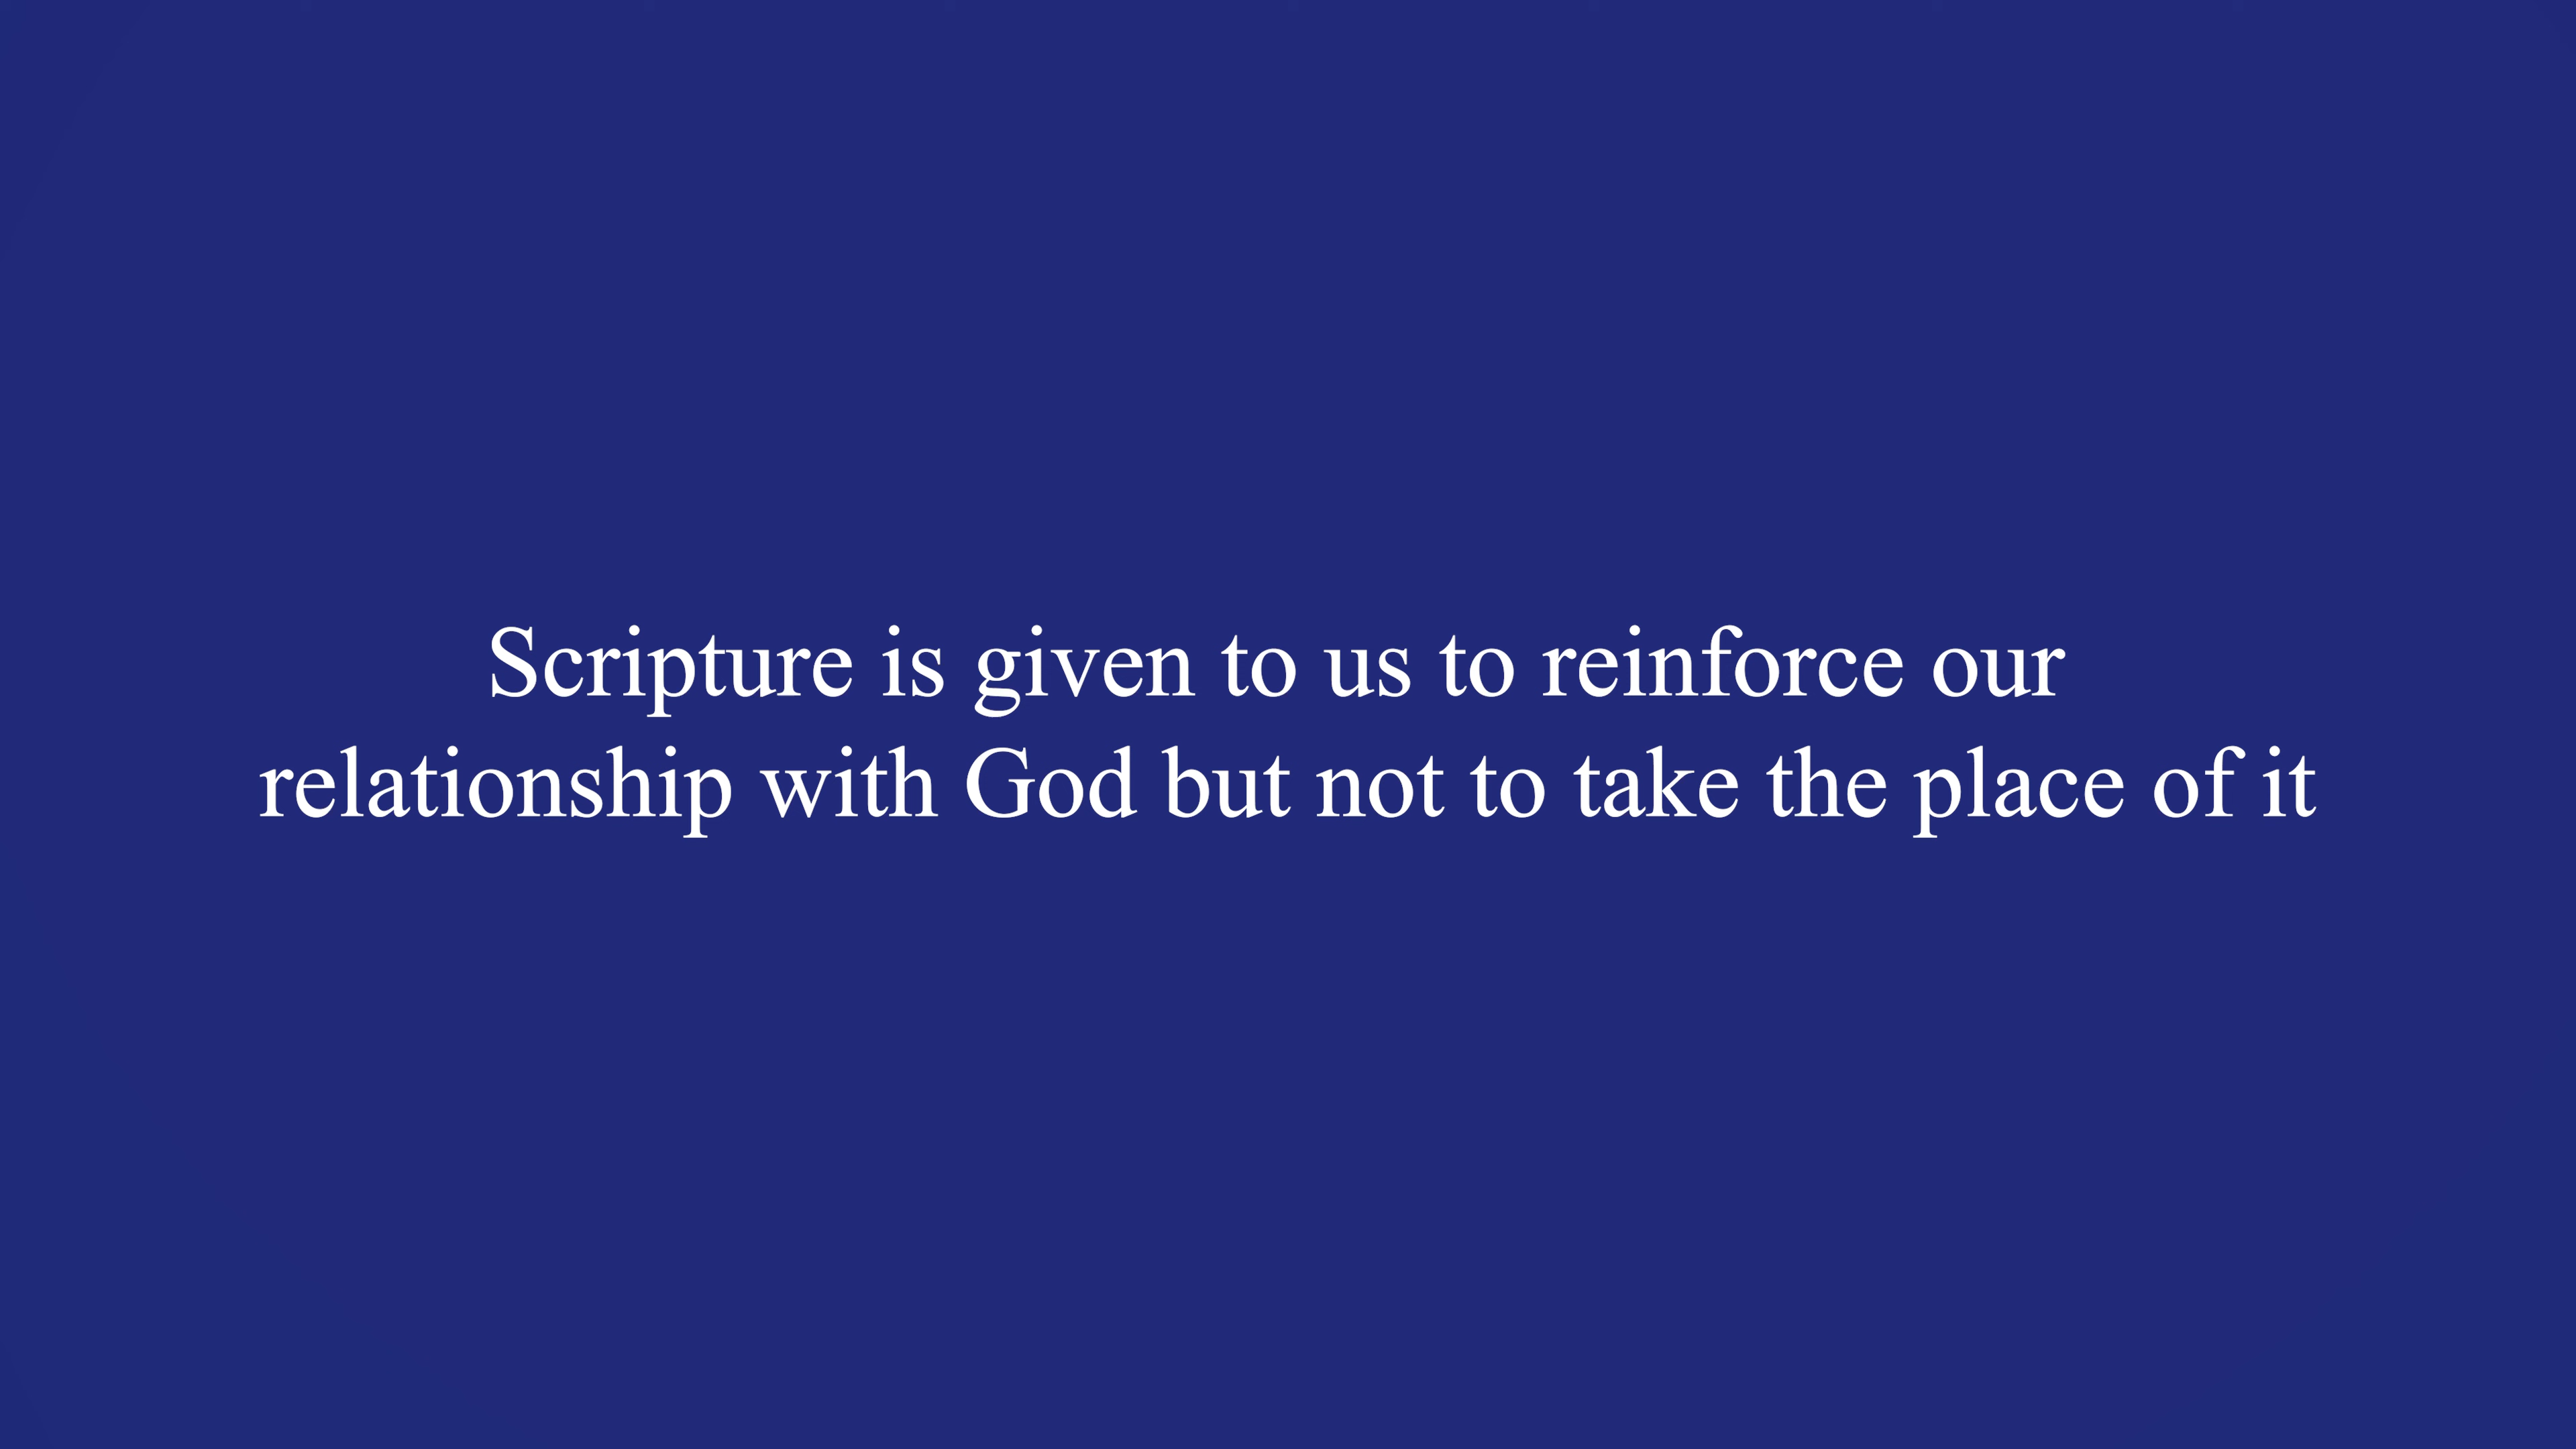 Scripture is given to us to reinforce our
relationship with God but not to take the place of it